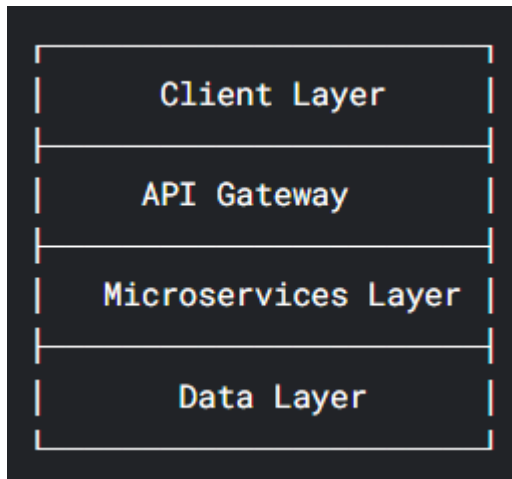 Client Layer
API Gateway
Microservices Layer
Data Layer